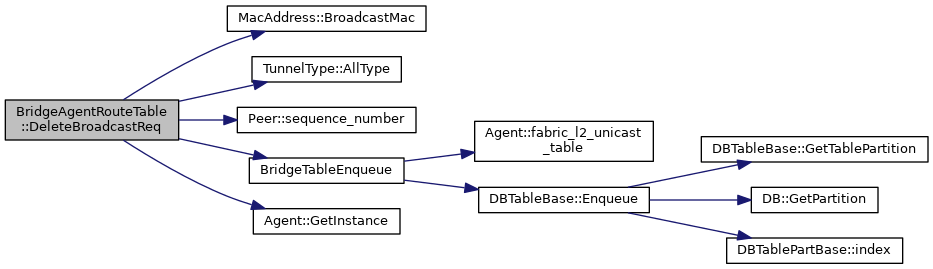 BridgeAgentRouteTable
::DeleteBroadcastReq
MacAddress::BroadcastMac
TunnelType::AllType
Peer::sequence_number
BridgeTableEnqueue
Agent::GetInstance
Agent::fabric_l2_unicast
_table
DBTableBase::Enqueue
DBTableBase::GetTablePartition
DB::GetPartition
DBTablePartBase::index